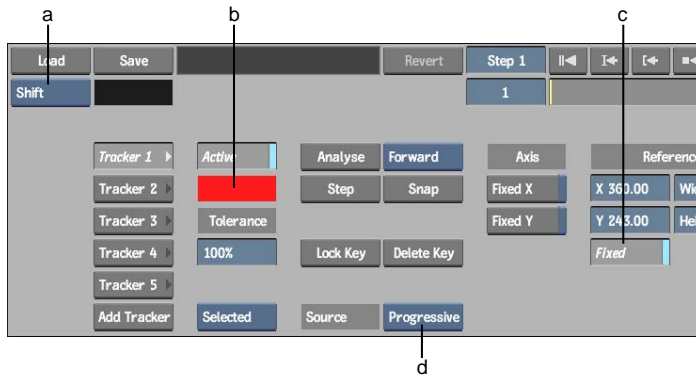 a b c
Load Save Revert Step 1
Shift 1
Tracker 1 Active Analyse Forward Axis
Tracker 2 Step Snap Fixed X X 360.00
Tracker 3 Tolerance Fixed Y Y 243.00
Tracker 4 100% Lock Key Delete Key Fixed
Tracker 5
Add Tracker Selected Source Progressive
d